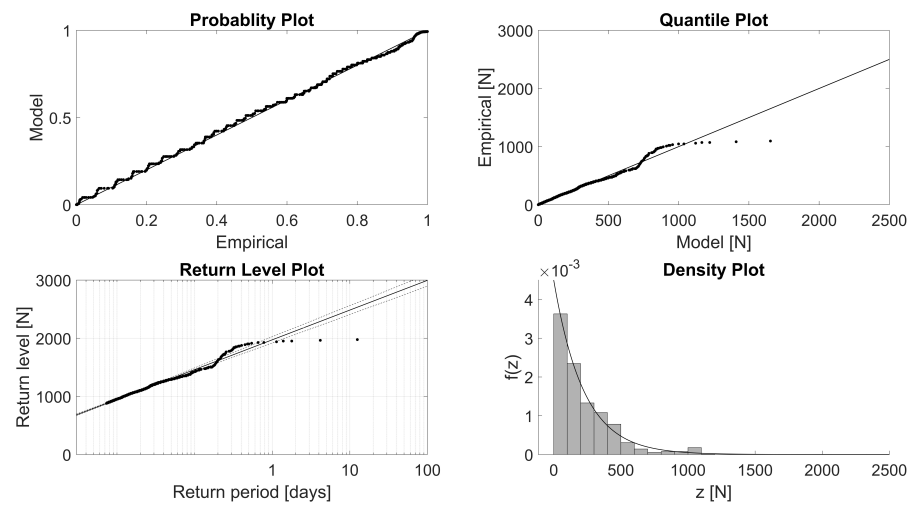 Probablity Plot
1
0.5
0
Model
0 0.2 0.4 0.6 0.8 1
Empirical
Quantile Plot
3000
2000
1000
0
Empirical [N]
0 500 1000 1500 2000 2500
Model [N]
Return Level Plot
3000
2000
1000
0
Return level [N]
1 10 100
Return period [days]
Density Plot
×10-3
4
3
2
1
0
f(z)
0 500 1000 1500 2000 2500
z [N]